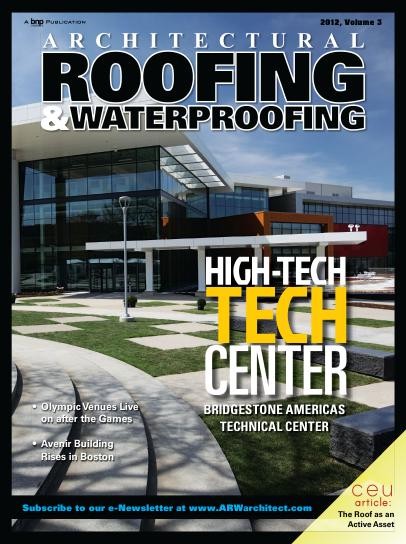 A bnp PUBLICATION
2012, Volume 3
ARCHITECTURAL
ROOFING
& WATERPROOFING
HIGH-TECH
TECH
CENTER
BRIDGESTONE AMERICAS
TECHNICAL CENTER
• Olympic Venues Live
on after the Games
• Avenir Building
Rises in Boston
Subscribe to our e-Newsletter at www.ARWarchitect.com
ceu
article:
The Roof as an
Active Asset